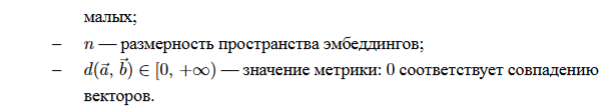 малых;
– n — размерность пространства эмбеддингов;
– d(a⃗, b⃗) ∈ [0, +∞) — значение метрики: 0 соответствует совпадению
векторов.